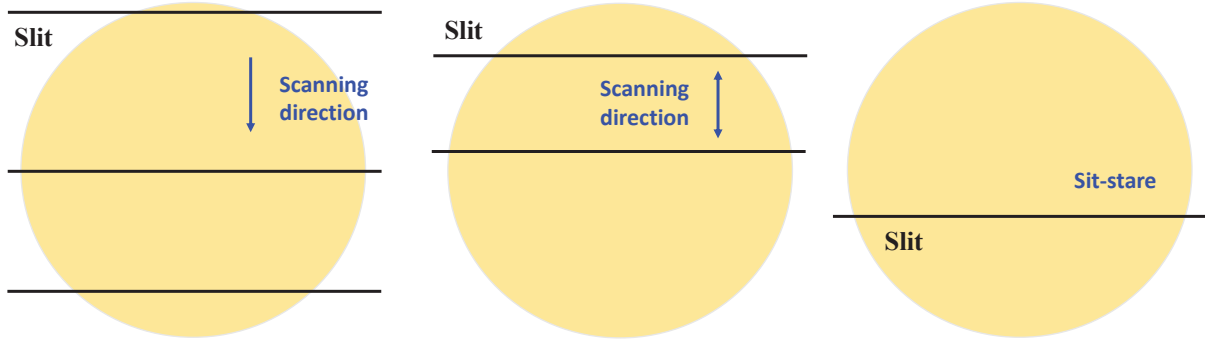 Slit
Scanning
direction
Slit
Scanning
direction
Sit-stare
Slit